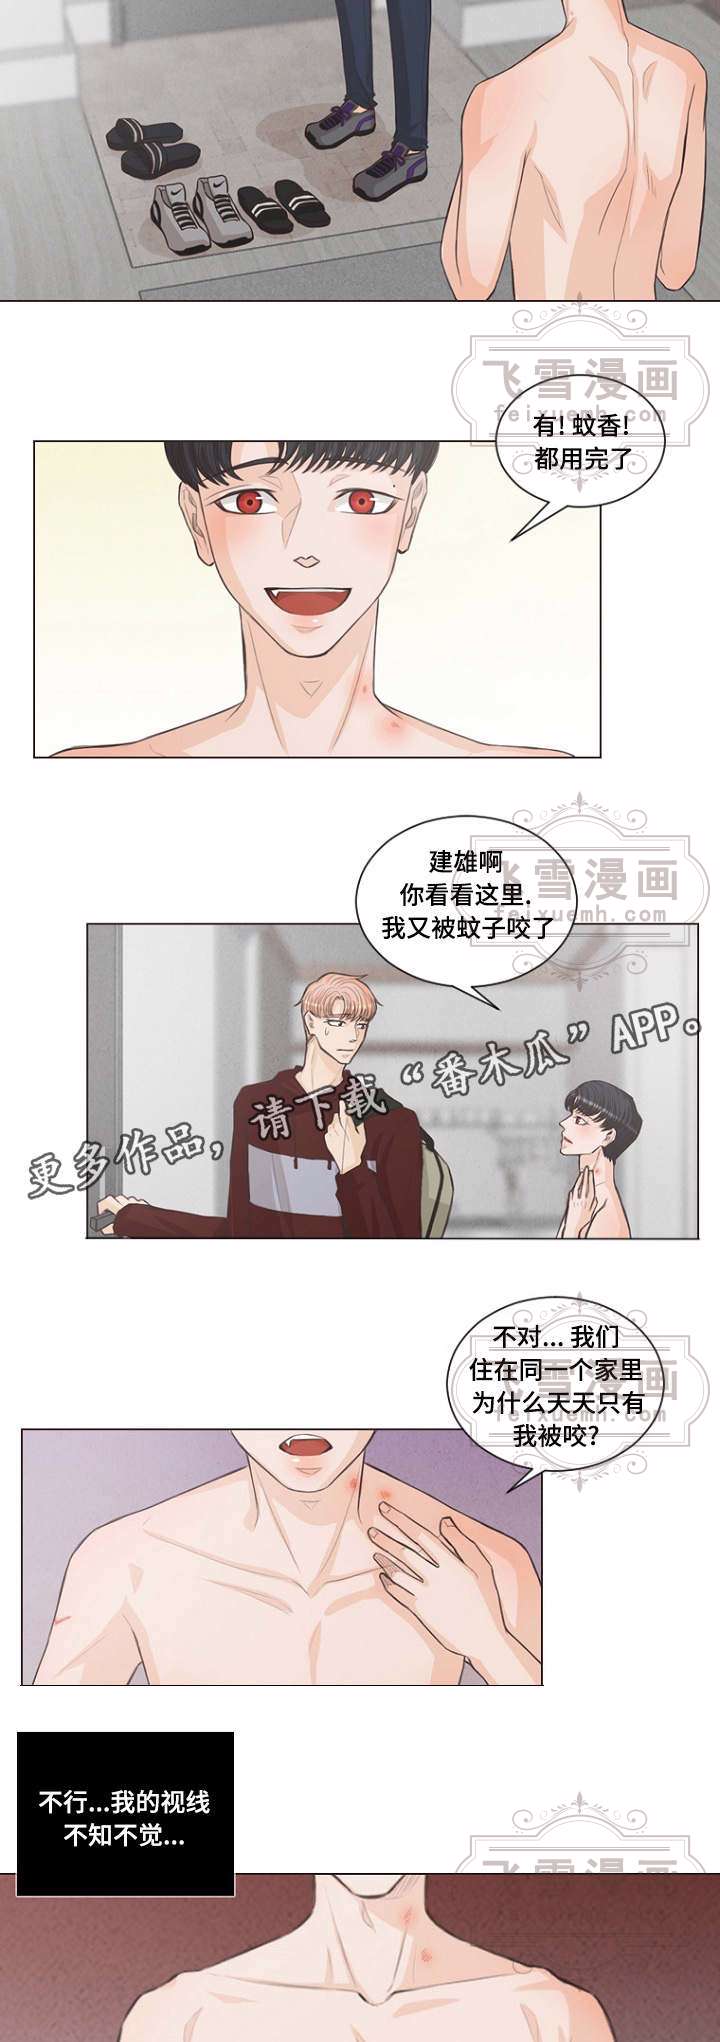 飞雪漫画
feixuemh.com
有! 蚊香!
都用完了
飞雪漫画
feixuemh.com
建雄啊
你看看这里.
我又被蚊子咬了
更多作品，请下载“番木瓜”APP。
飞雪漫画
不对... 我们
住在同一个家里
为什么天天只有
我被咬?
不行...我的视线
不知不觉...
飞雪漫画